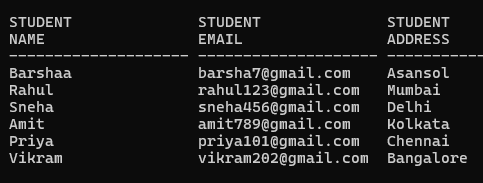 STUDENT STUDENT STUDENT
NAME EMAIL ADDRESS
-------------------- -------------------- -----------
Barshaa barsha7@gmail.com Asansol
Rahul rahul123@gmail.com Mumbai
Sneha sneha456@gmail.com Delhi
Amit amit789@gmail.com Kolkata
Priya priya101@gmail.com Chennai
Vikram vikram202@gmail.com Bangalore